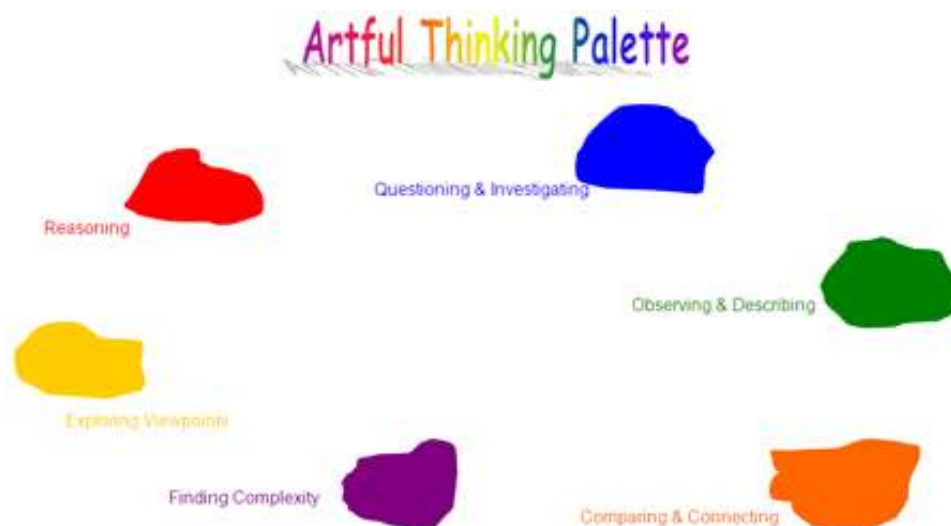 Artful Thinking Palette
Questioning & Investigating
Reasoning
Observing & Describing
Exploring Viewpoints
Finding Complexity
Comparing & Connecting